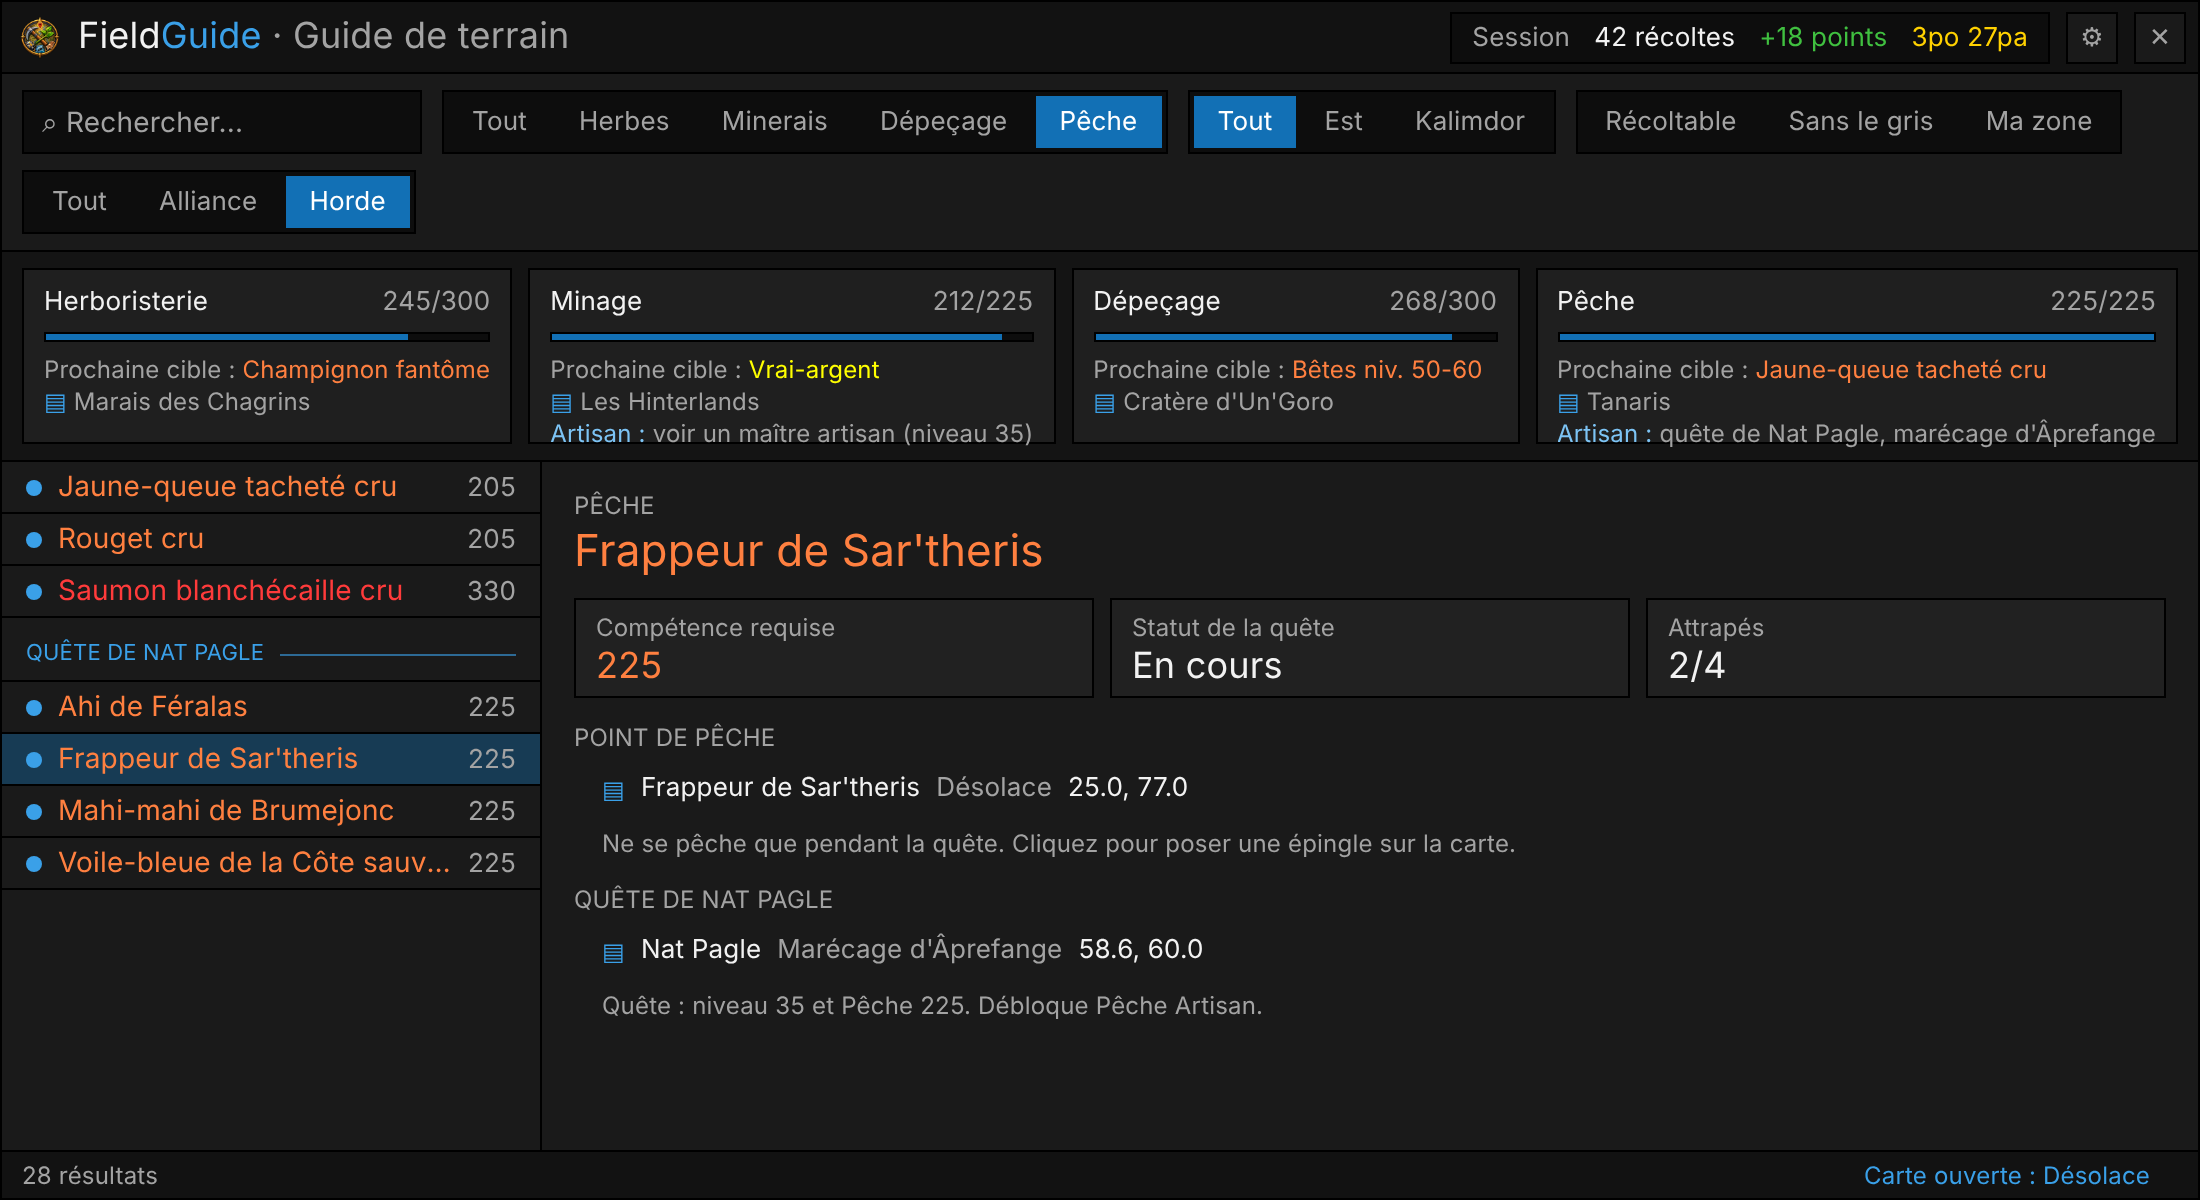 FieldGuide · Guide de terrain
Session 42 récoltes +18 points 3po 27pa
Rechercher...
Tout Herbes Minerais Dépeçage Pêche
Tout Est Kalimdor
Récoltable Sans le gris Ma zone
Tout Alliance Horde
Herboristerie 245/300
Prochaine cible : Champignon fantôme
Marais des Chagrins
Minage 212/225
Prochaine cible : Vrai-argent
Les Hinterlands
Artisan : voir un maître artisan (niveau 35)
Dépeçage 268/300
Prochaine cible : Bêtes niv. 50-60
Cratère d'Un'Goro
Pêche 225/225
Prochaine cible : Jaune-queue tacheté cru
Tanaris
Artisan : quête de Nat Pagle, marécage d'Âprefange
Jaune-queue tacheté cru 205
Rouget cru 205
Saumon blanchécaille cru 330
QUÊTE DE NAT PAGLE
Ahi de Féralas 225
Frappeur de Sar'theris 225
Mahi-mahi de Brumejonc 225
Voile-bleue de la Côte sauv... 225
PÊCHE
Frappeur de Sar'theris
Compétence requise
225
Statut de la quête
En cours
Attrapés
2/4
POINT DE PÊCHE
Frappeur de Sar'theris Désolace 25.0, 77.0
Ne se pêche que pendant la quête. Cliquez pour poser une épingle sur la carte.
QUÊTE DE NAT PAGLE
Nat Pagle Marécage d'Âprefange 58.6, 60.0
Quête : niveau 35 et Pêche 225. Débloque Pêche Artisan.
28 résultats
Carte ouverte : Désolace